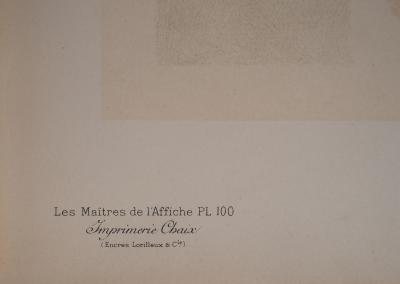 Les Maîtres de l'Affiche PL 100
Imprimerie Chaix
(Encres Lorilleux & Cie)